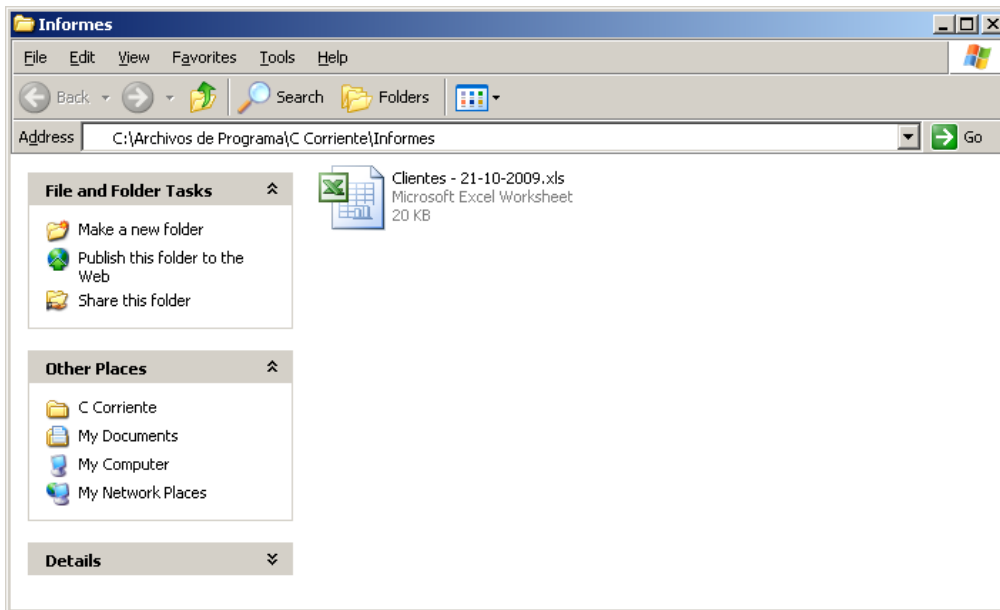 Informes
File Edit View Favorites Tools Help
Back Search Folders
Address C:\Archivos de Programa\C Corriente\Informes Go
File and Folder Tasks
Make a new folder
Publish this folder to the
Web
Share this folder
Other Places
C Corriente
My Documents
My Computer
My Network Places
Details
Clientes - 21-10-2009.xls
Microsoft Excel Worksheet
20 KB